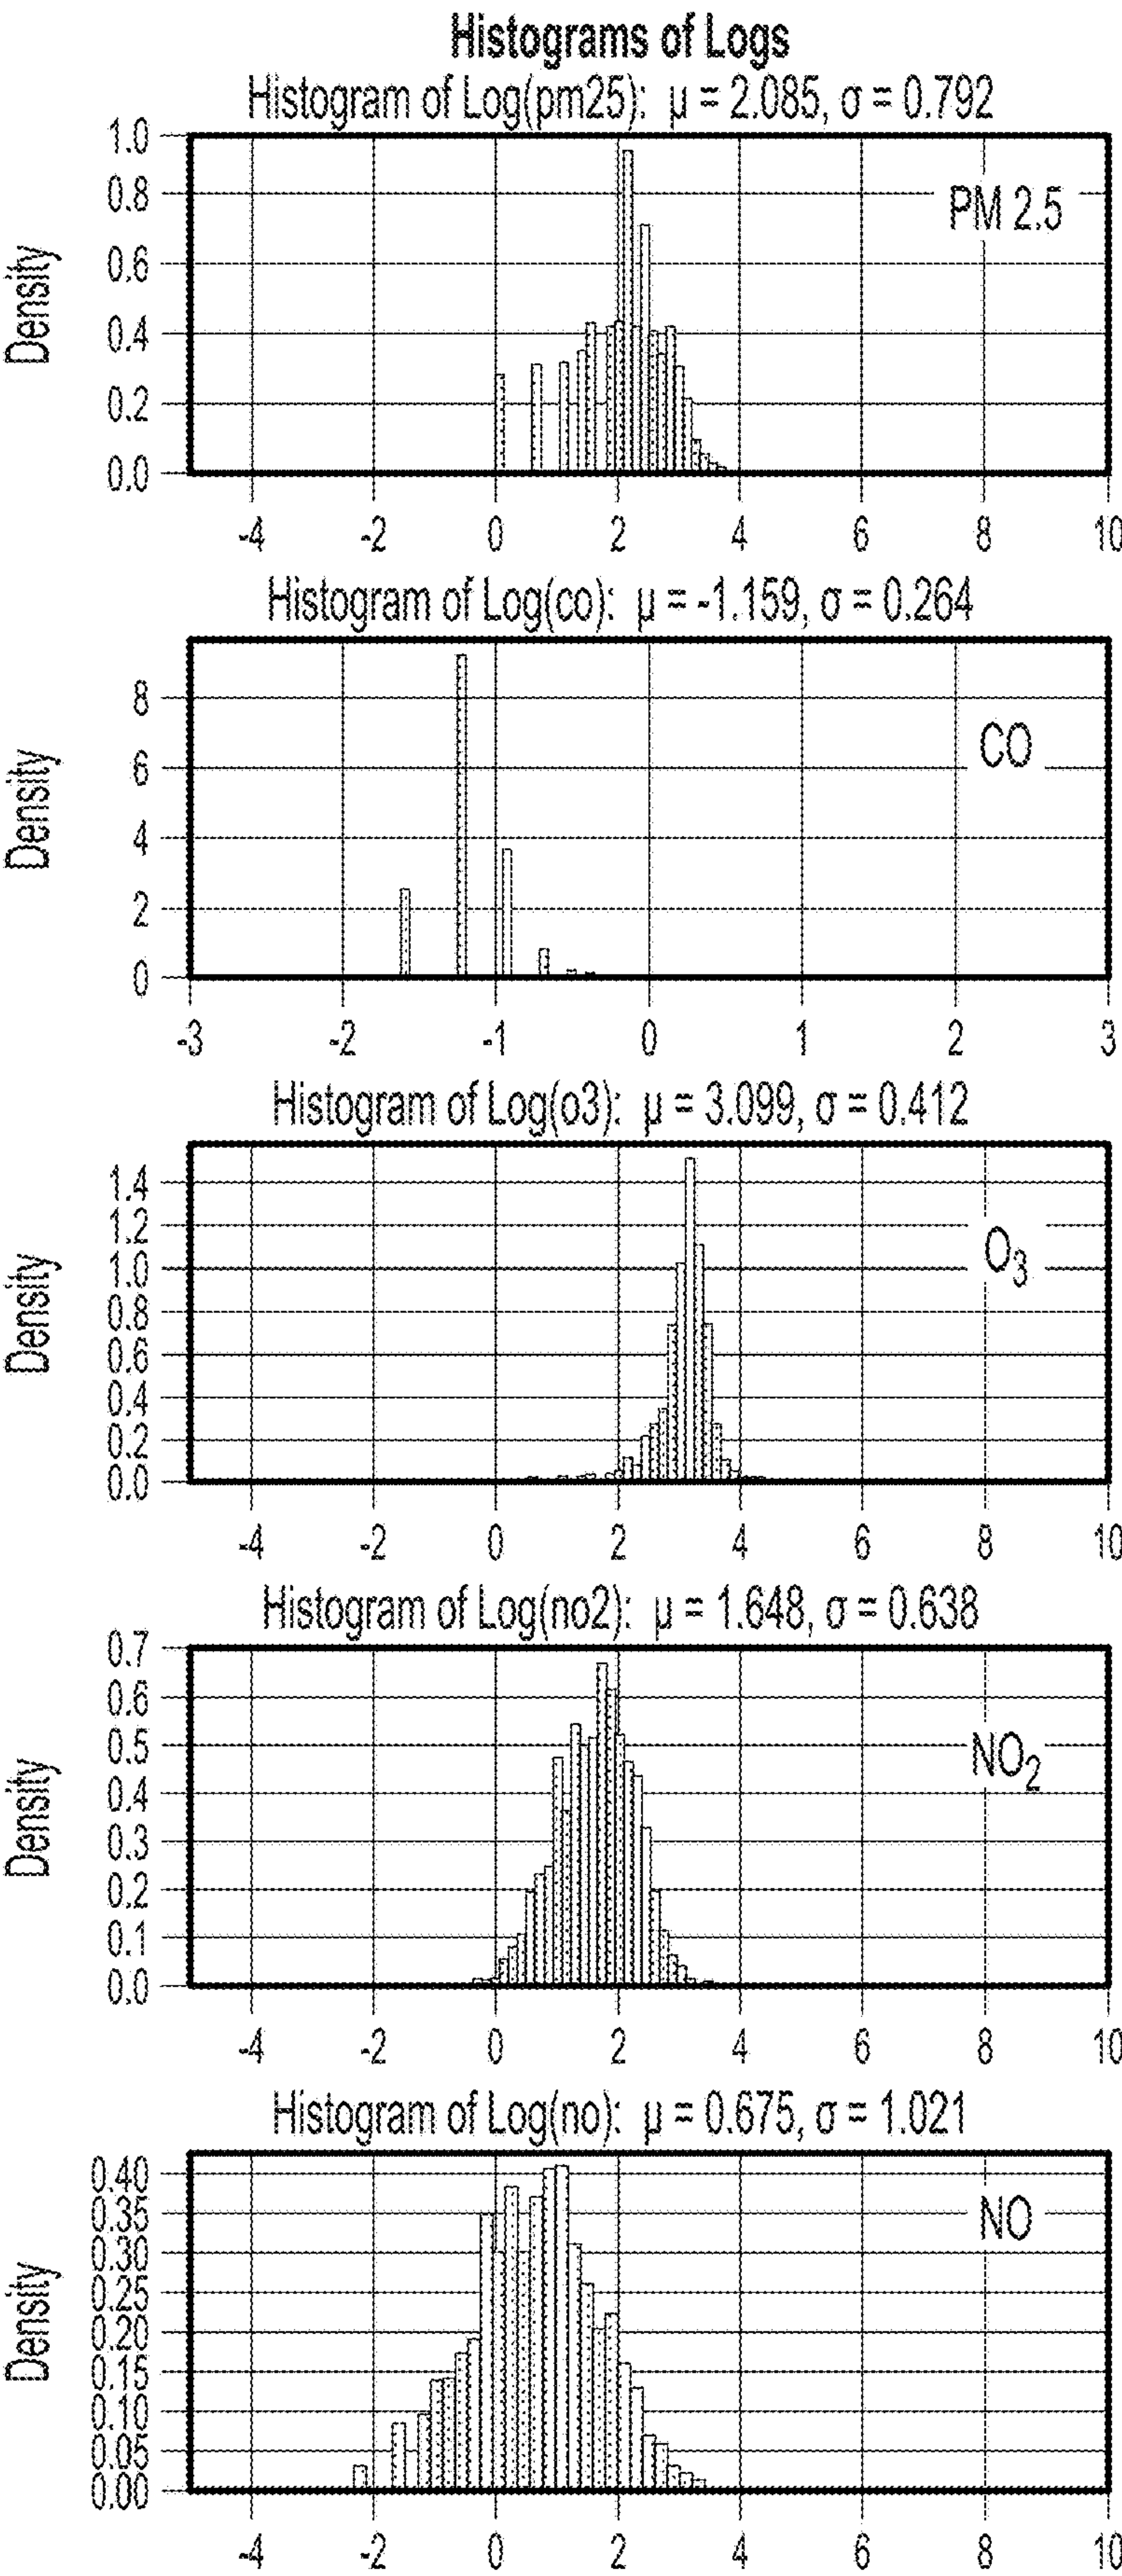 Histograms of Logs
Histogram of Log(pm25): μ = 2.085, σ = 0.792
1.0
0.8
0.6
0.4
0.2
0.0
Density
PM 2.5
-4 -2 0 2 4 6 8 10
Histogram of Log(co): μ = -1.159, σ = 0.264
8
6
4
2
0
Density
CO
-3 -2 -1 0 1 2 3
Histogram of Log(o3): μ = 3.099, σ = 0.412
1.4
1.2
1.0
0.8
0.6
0.4
0.2
0.0
Density
O₃
-4 -2 0 2 4 6 8 10
Histogram of Log(no2): μ = 1.648, σ = 0.638
0.7
0.6
0.5
0.4
0.3
0.2
0.1
0.0
Density
NO₂
-4 -2 0 2 4 6 8 10
Histogram of Log(no): μ = 0.675, σ = 1.021
0.40
0.35
0.30
0.25
0.20
0.15
0.10
0.05
0.00
Density
NO
-4 -2 0 2 4 6 8 10